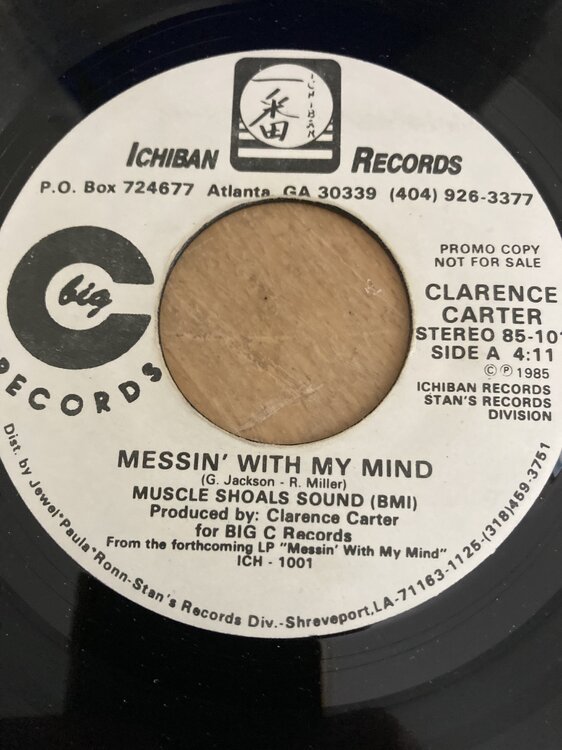 一番
ICHIBAN
ICHIBAN RECORDS
P.O. Box 724677 Atlanta, GA 30339 (404) 926-3377
big C
RECORDS
PROMO COPY
NOT FOR SALE
CLARENCE
CARTER
STEREO 85-101
SIDE A 4:11
©℗ 1985
ICHIBAN RECORDS
STAN'S RECORDS
DIVISION
MESSIN' WITH MY MIND
(G. Jackson - R. Miller)
MUSCLE SHOALS SOUND (BMI)
Produced by: Clarence Carter
for BIG C Records
From the forthcoming LP "Messin' With My Mind"
ICH - 1001
Dist. by Jewel*Paula*Ronn-Stan's Records Div.-Shreveport,LA-71163-1125-(318)459-3751